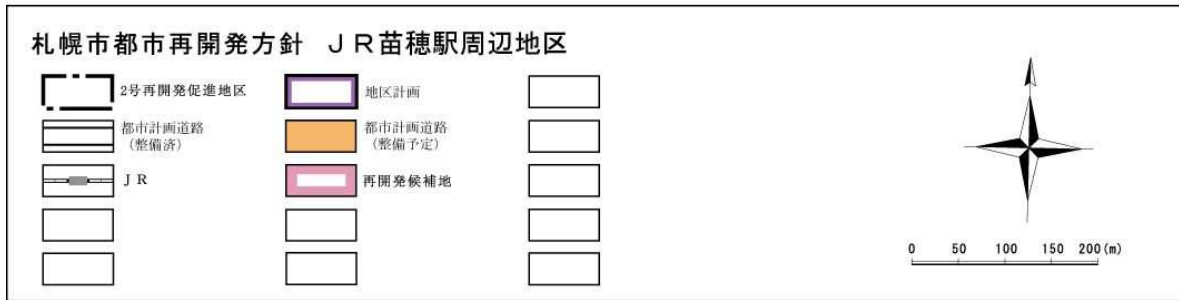 札幌市都市再開発方針 ＪＲ苗穂駅周辺地区
2号再開発促進地区
地区計画
都市計画道路
（整備済）
都市計画道路
（整備予定）
ＪＲ
再開発候補地
0 50 100 150 200(m)